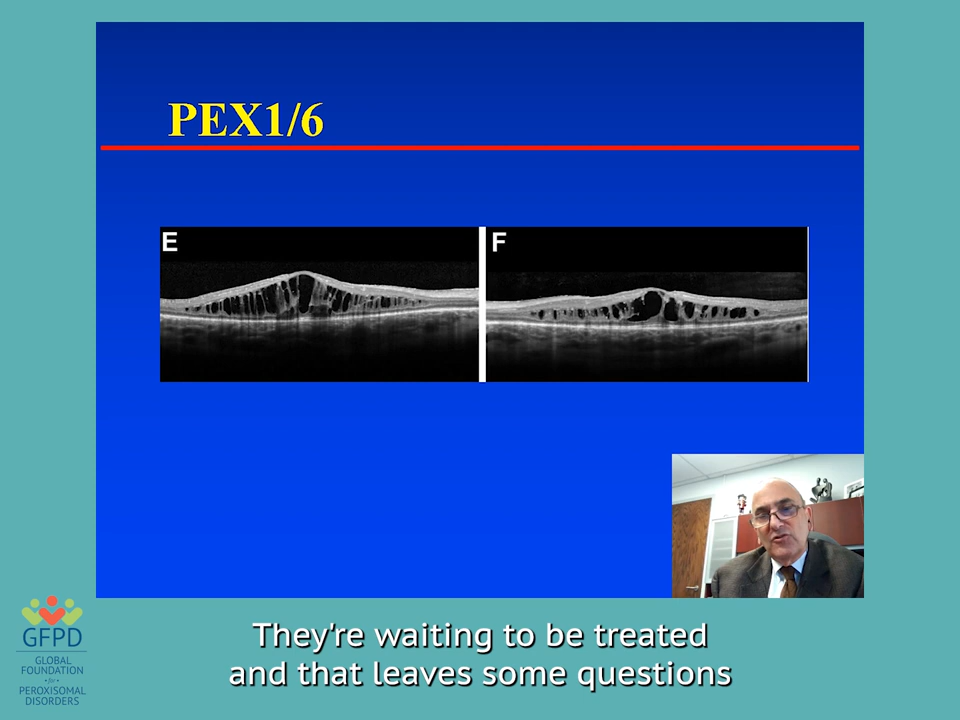 PEX1/6
E
F
They're waiting to be treated
and that leaves some questions
GFPD
GLOBAL
FOUNDATION
for
PEROXISOMAL
DISORDERS